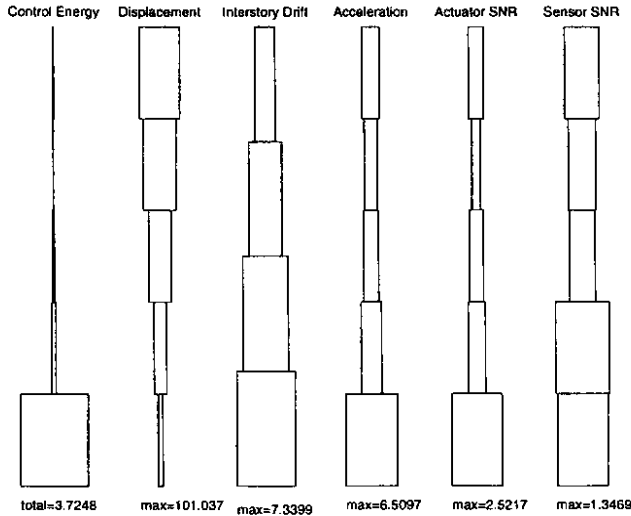 Control Energy Displacement Interstory Drift Acceleration Actuator SNR Sensor SNR
total=3.7248 max=101.037 max=7.3399 max=6.5097 max=2.5217 max=1.3469